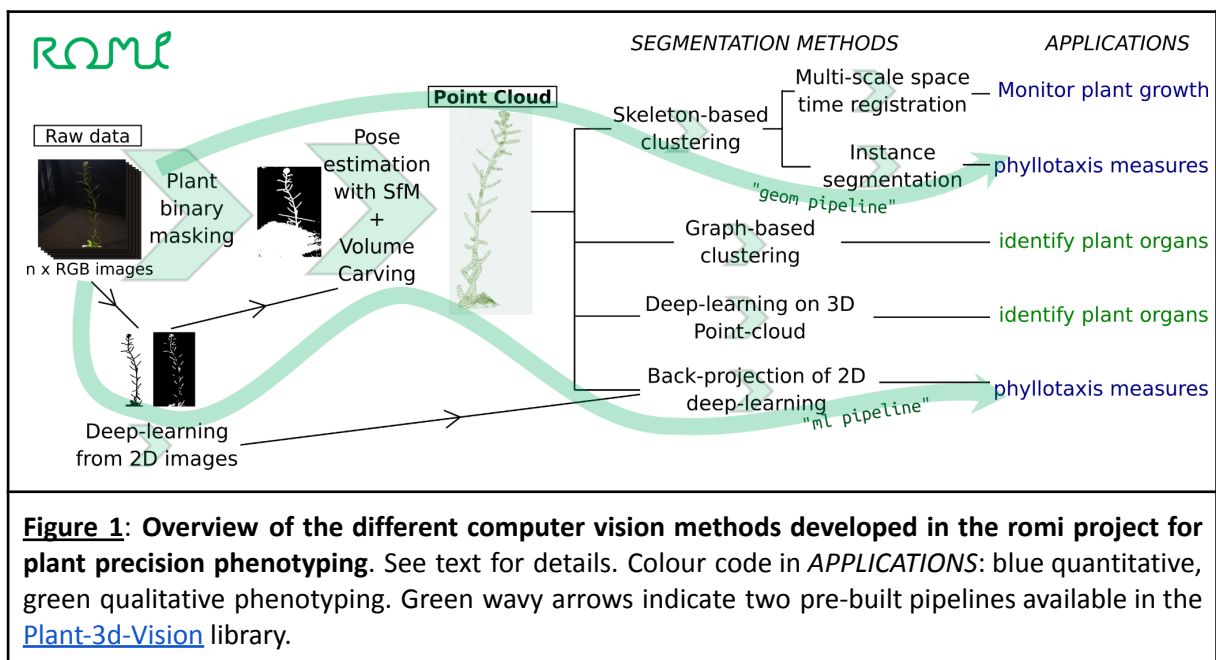 ROMI
SEGMENTATION METHODS
APPLICATIONS
Raw data
n x RGB images
Plant
binary
masking
Pose
estimation
with SfM
+
Volume
Carving
Point Cloud
Deep-learning
from 2D images
Skeleton-based
clustering
Multi-scale space
time registration
Monitor plant growth
Instance
segmentation
phyllotaxis measures
"geom pipeline"
Graph-based
clustering
identify plant organs
Deep-learning on 3D
Point-cloud
identify plant organs
Back-projection of 2D
deep-learning
phyllotaxis measures
"ml pipeline"
Figure 1: Overview of the different computer vision methods developed in the romi project for
plant precision phenotyping. See text for details. Colour code in APPLICATIONS: blue quantitative,
green qualitative phenotyping. Green wavy arrows indicate two pre-built pipelines available in the
Plant-3d-Vision library.